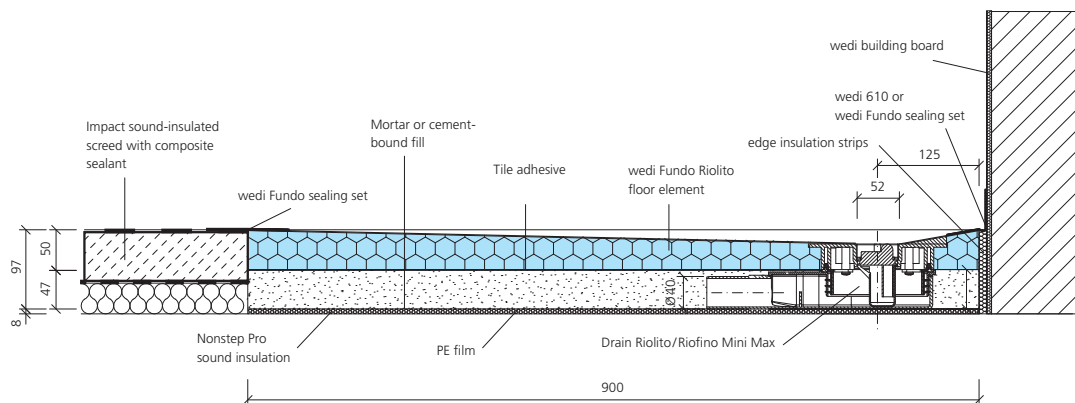 wedi building board
wedi 610 or
wedi Fundo sealing set
edge insulation strips
125
52
Impact sound-insulated
screed with composite
sealant
Mortar or cement-
bound fill
Tile adhesive
wedi Fundo Riolito
floor element
wedi Fundo sealing set
97
50
47
8
Ø 40
Nonstep Pro
sound insulation
PE film
Drain Riolito/Riofino Mini Max
900